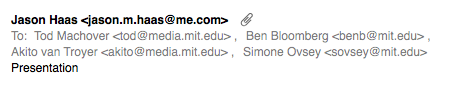 Jason Haas <jason.m.haas@me.com>
To: Tod Machover <tod@media.mit.edu> , Ben Bloomberg <benb@mit.edu> ,
Akito van Troyer <akito@media.mit.edu> , Simone Ovsey <sovsey@mit.edu>
Presentation